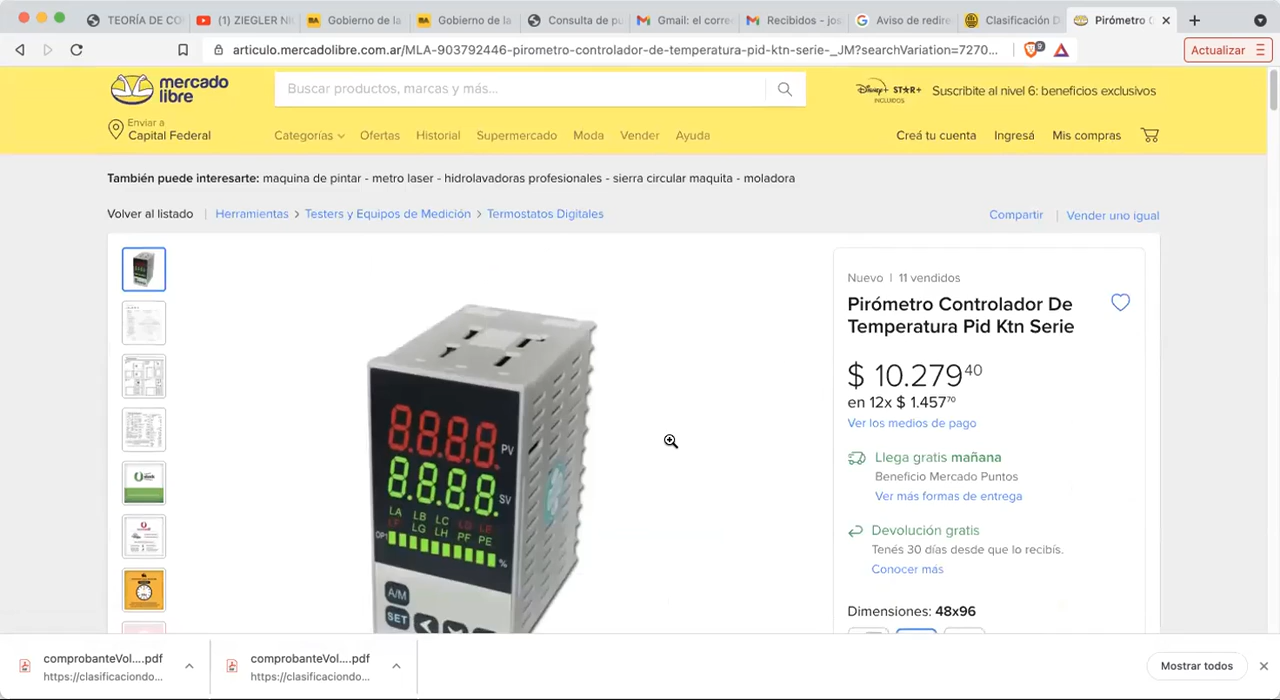 TEORÍA DE CO
(1) ZIEGLER NI
Gobierno de la
Gobierno de la
Consulta de pu
Gmail: el corre
Recibidos - jos
Aviso de redire
Clasificación D
Pirómetro C
articulo.mercadolibre.com.ar/MLA-903792446-pirometro-controlador-de-temperatura-pid-ktn-serie-_JM?searchVariation=7270...
9
Actualizar
mercado
libre
Buscar productos, marcas y más...
Disney+ STAR+
INCLUIDOS
Suscribite al nivel 6: beneficios exclusivos
Enviar a
Capital Federal
Categorías
Ofertas
Historial
Supermercado
Moda
Vender
Ayuda
Creá tu cuenta
Ingresá
Mis compras
También puede interesarte: maquina de pintar - metro laser - hidrolavadoras profesionales - sierra circular maquita - moladora
Volver al listado | Herramientas > Testers y Equipos de Medición > Termostatos Digitales
Compartir | Vender uno igual
Nuevo | 11 vendidos
Pirómetro Controlador De
Temperatura Pid Ktn Serie
$ 10.279 40
en 12x $ 1.457 70
Ver los medios de pago
Llega gratis mañana
Beneficio Mercado Puntos
Ver más formas de entrega
Devolución gratis
Tenés 30 días desde que lo recibís.
Conocer más
Dimensiones: 48x96
8.8.8.8. PV
8.8.8.8. SV
LA LB LC LD LE
LF LG LH PF PE
OP1 %
A/M
SET
comprobanteVol....pdf
https://clasificaciondo...
comprobanteVol....pdf
https://clasificaciondo...
Mostrar todos